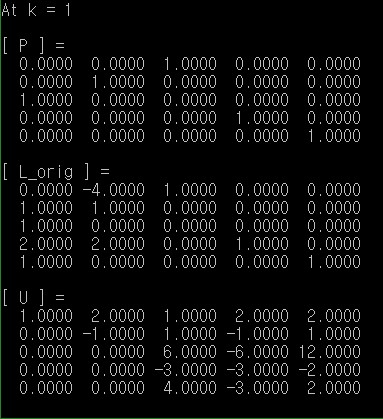 At k = 1
[ P ] =
0.0000 0.0000 1.0000 0.0000 0.0000
0.0000 1.0000 0.0000 0.0000 0.0000
1.0000 0.0000 0.0000 0.0000 0.0000
0.0000 0.0000 0.0000 1.0000 0.0000
0.0000 0.0000 0.0000 0.0000 1.0000
[ L_orig ] =
0.0000 -4.0000 1.0000 0.0000 0.0000
1.0000 1.0000 0.0000 0.0000 0.0000
1.0000 0.0000 0.0000 0.0000 0.0000
2.0000 2.0000 0.0000 1.0000 0.0000
1.0000 0.0000 0.0000 0.0000 1.0000
[ U ] =
1.0000 2.0000 1.0000 2.0000 2.0000
0.0000 -1.0000 1.0000 -1.0000 1.0000
0.0000 0.0000 6.0000 -6.0000 12.0000
0.0000 0.0000 -3.0000 -3.0000 -2.0000
0.0000 0.0000 4.0000 -3.0000 2.0000